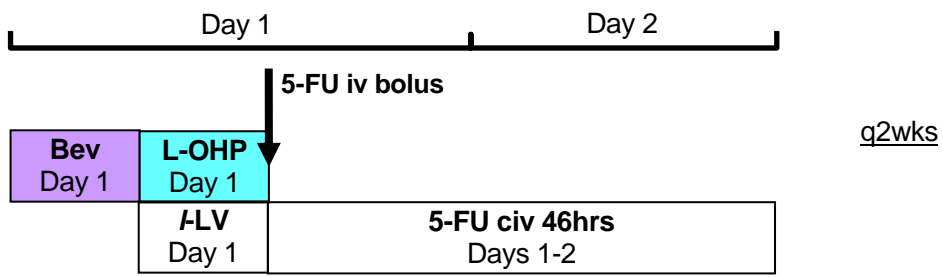 Day 1
Day 2
5-FU iv bolus
q2wks
Bev
Day 1
L-OHP
Day 1
l-LV
Day 1
5-FU civ 46hrs
Days 1-2